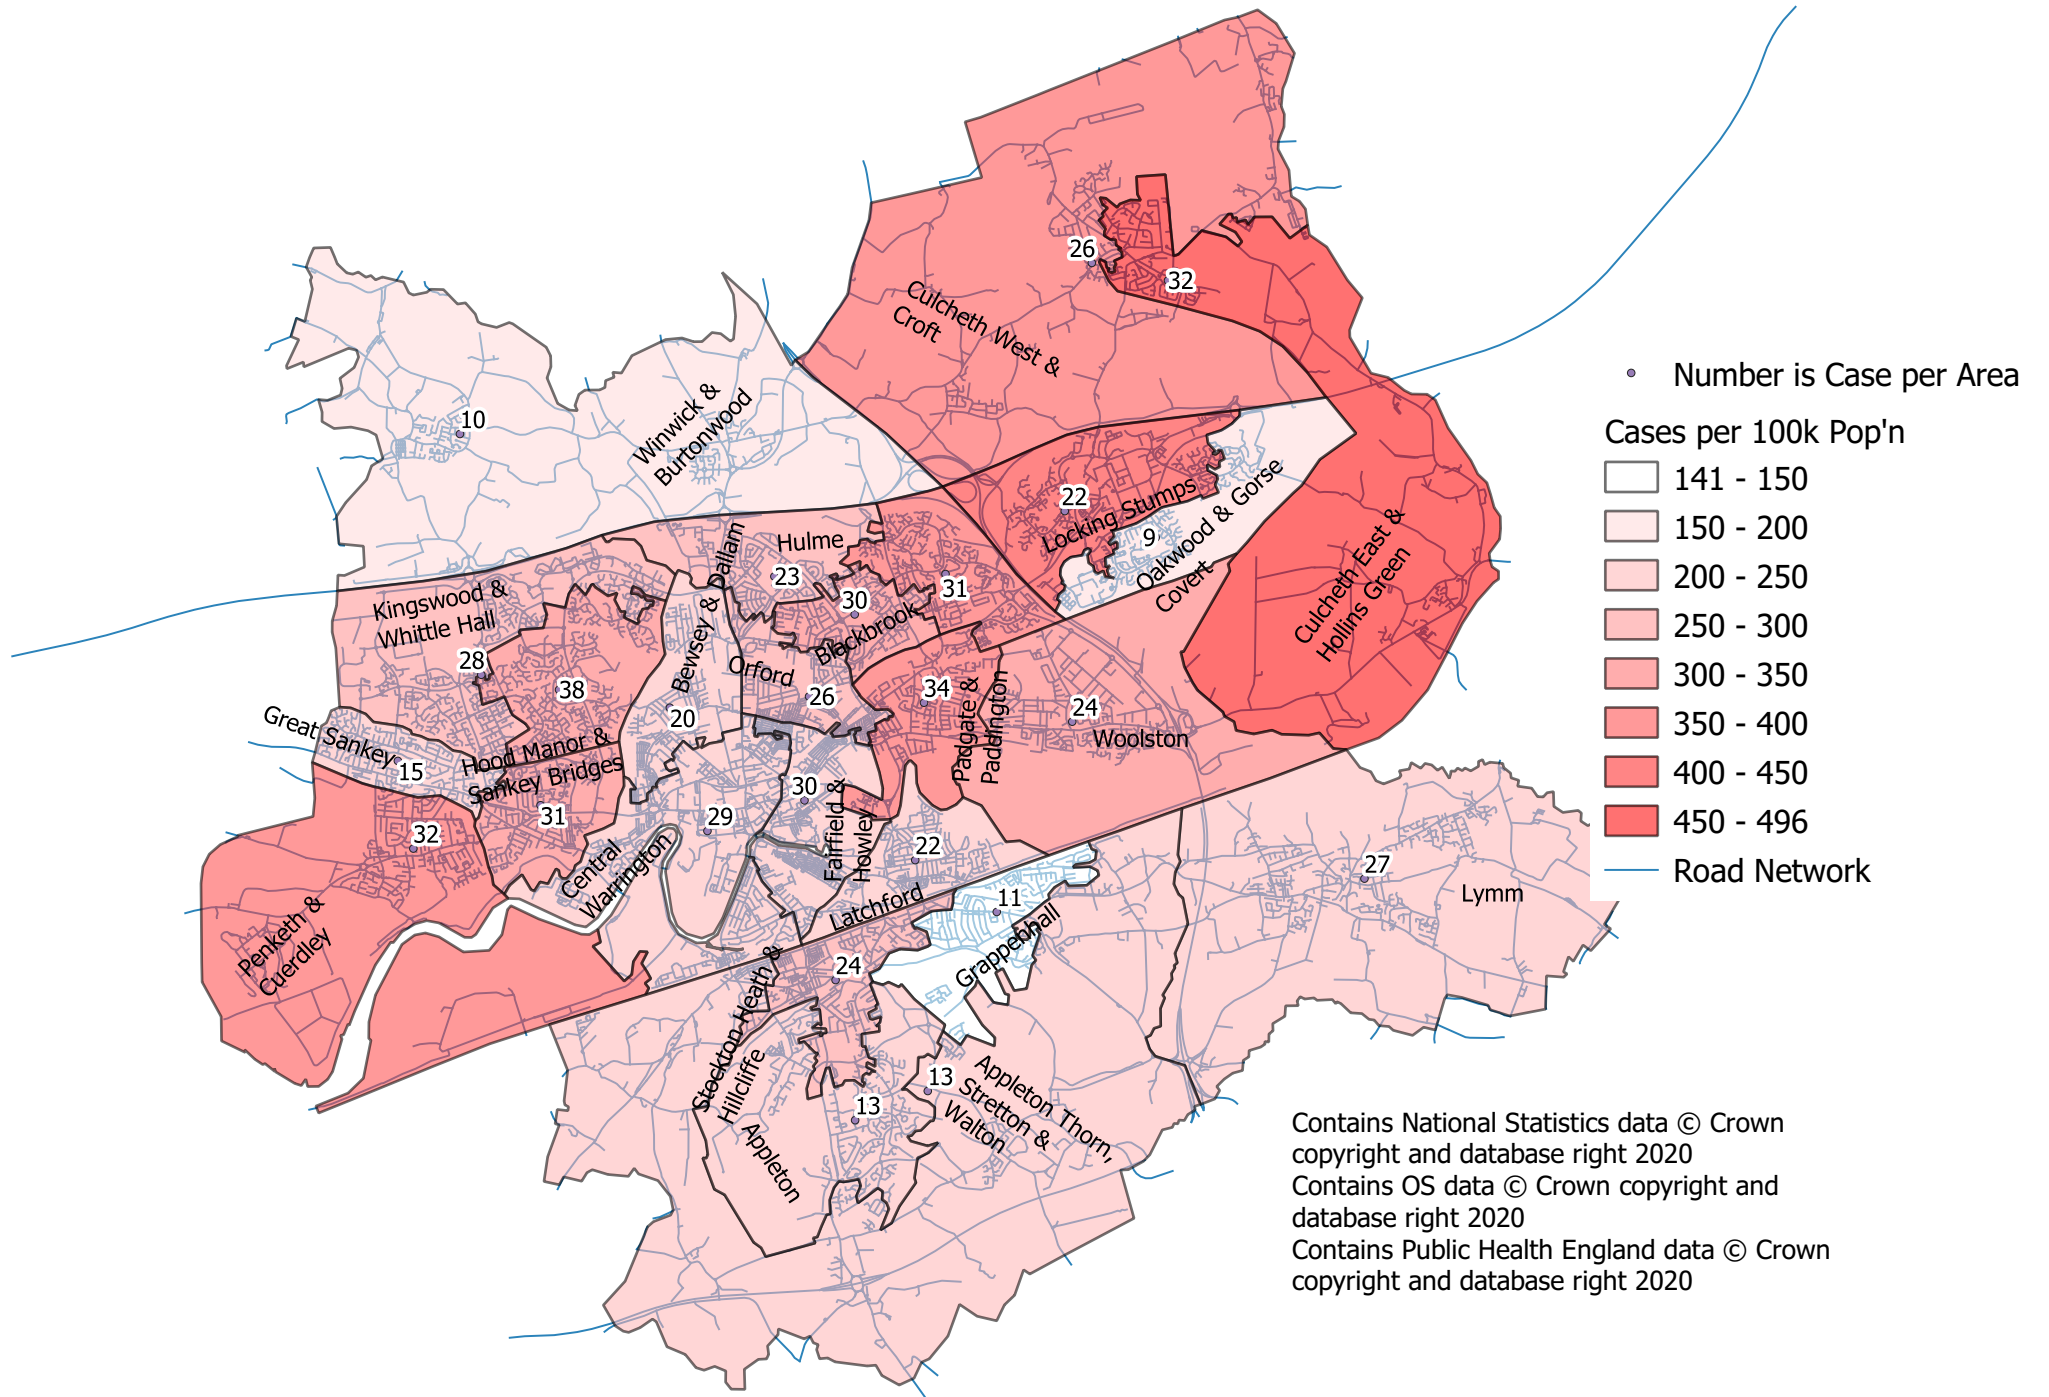 26
32
Culcheth West &
Croft
10
Winwick &
Burtonwood
22
Locking Stumps
9
Oakwood & Gorse
Covert
Culcheth East &
Hollins Green
Hulme
23
Bewsey & Dallam
30
31
Blackbrook
Kingswood &
Whittle Hall
28
38
Orford
26
34
Padgate &
Paddington
24
Woolston
20
Great Sankey
15
Hood Manor &
Sankey Bridges
31
32
Penketh &
Cuerdley
29
Central
Warrington
30
Fairfield &
Howley
22
Latchford
11
Grappenhall
27
Lymm
24
Stockton Heath &
Hillcliffe
13
Appleton
13
Appleton Thorn,
Stretton &
Walton
Number is Case per Area
Cases per 100k Pop'n
141 - 150
150 - 200
200 - 250
250 - 300
300 - 350
350 - 400
400 - 450
450 - 496
Road Network
Contains National Statistics data © Crown
copyright and database right 2020
Contains OS data © Crown copyright and
database right 2020
Contains Public Health England data © Crown
copyright and database right 2020